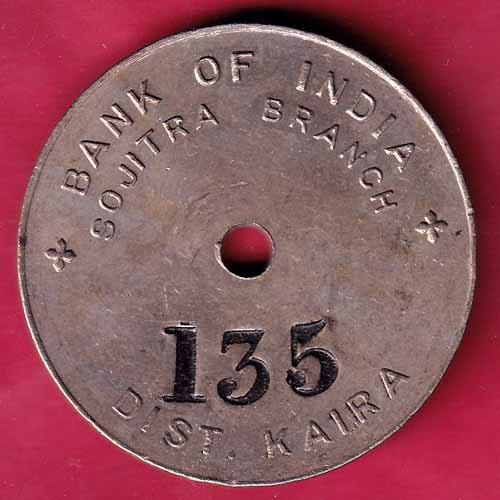 BANK OF INDIA
SOJITRA BRANCH
135
DIST. KAIRA